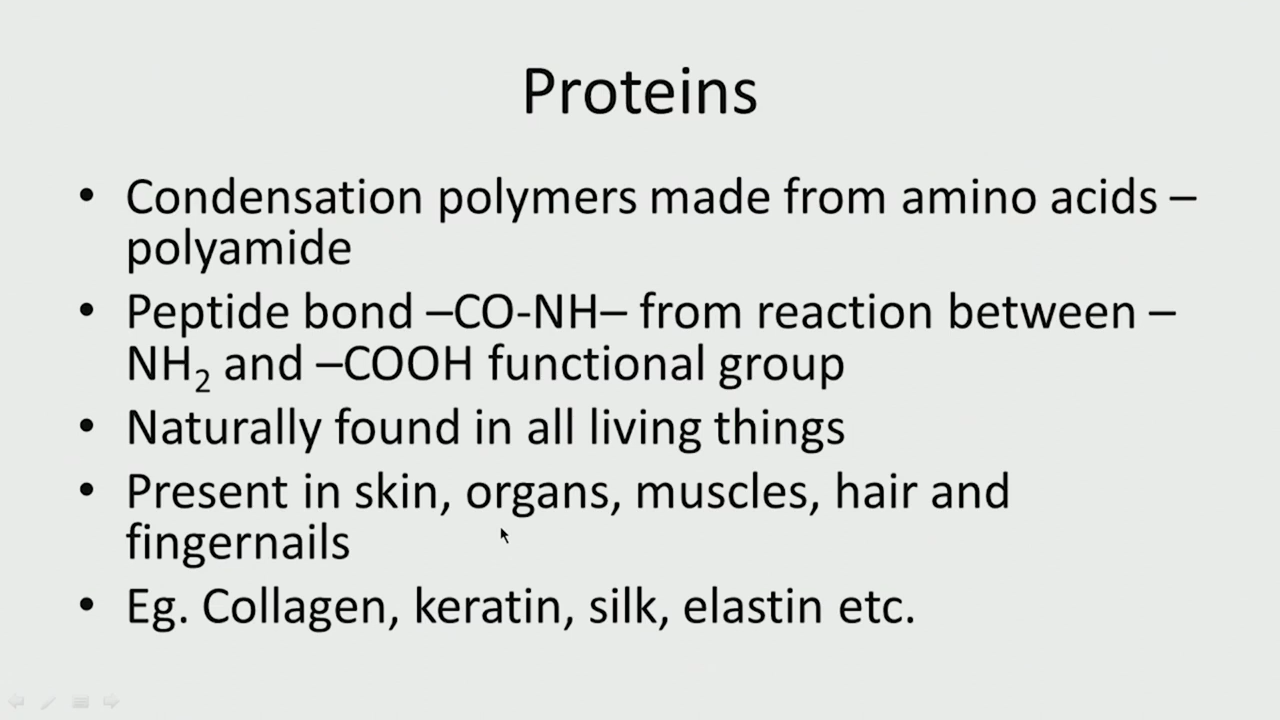 Proteins
• Condensation polymers made from amino acids –
polyamide
• Peptide bond –CO-NH– from reaction between –
NH₂ and –COOH functional group
• Naturally found in all living things
• Present in skin, organs, muscles, hair and
fingernails
• Eg. Collagen, keratin, silk, elastin etc.